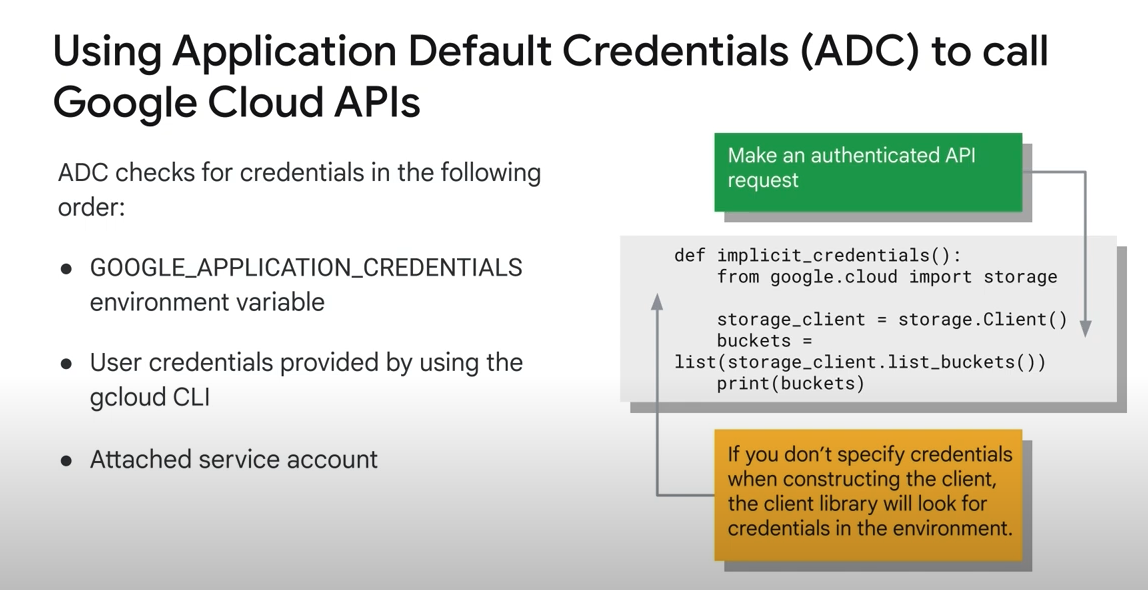 Using Application Default Credentials (ADC) to call
Google Cloud APIs
ADC checks for credentials in the following
order:
● GOOGLE_APPLICATION_CREDENTIALS
environment variable
● User credentials provided by using the
gcloud CLI
● Attached service account
Make an authenticated API
request
def implicit_credentials():
    from google.cloud import storage
    storage_client = storage.Client()
    buckets =
list(storage_client.list_buckets())
    print(buckets)
If you don’t specify credentials
when constructing the client,
the client library will look for
credentials in the environment.